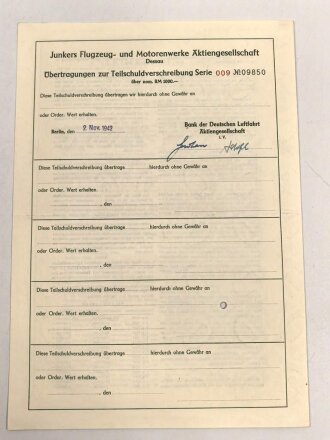 Junkers Flugzeug- und Motorenwerke Aktiengesellschaft
Dessau
Übertragungen zur Teilschuldverschreibung Serie 009 № 09850
über nom. RM 1000.—
Diese Teilschuldverschreibung übertragen wir hierdurch ohne Gewähr an
oder Order. Wert erhalten.
Berlin, den 2. Nov. 1942
Bank der Deutschen Luftfahrt
Aktiengesellschaft
i. V.
Diese Teilschuldverschreibung übertrage hierdurch ohne Gewähr an
oder Order. Wert erhalten.
, den
Diese Teilschuldverschreibung übertrage hierdurch ohne Gewähr an
oder Order. Wert erhalten.
, den
Diese Teilschuldverschreibung übertrage hierdurch ohne Gewähr an
oder Order. Wert erhalten.
, den
Diese Teilschuldverschreibung übertrage hierdurch ohne Gewähr an
oder Order. Wert erhalten.
, den